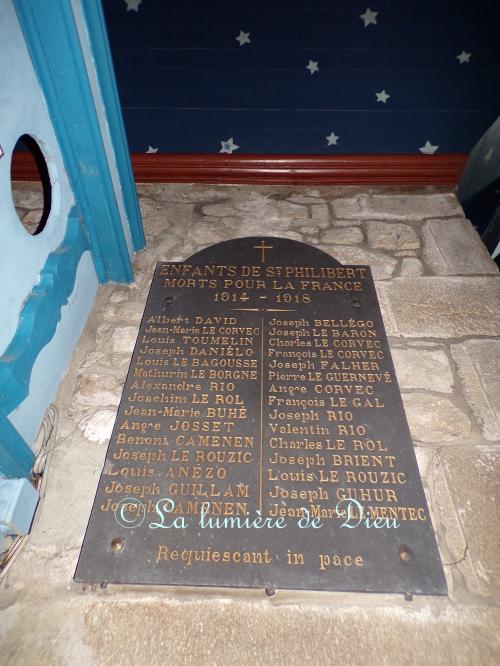 ENFANTS DE ST PHILIBERT
MORTS POUR LA FRANCE
1914 - 1918
Albert DAVID
Jean-Marie LE CORVEC
Louis TOUMELIN
Joseph DANIÉLO
Louis LE BAGOUSSE
Mathurin LE BORGNE
Alexandre RIO
Joachim LE ROL
Jean-Marie BUHÉ
Ange JOSSET
Benoni CAMENEN
Joseph LE ROUZIC
Louis ANÉZO
Joseph GUILLAM
Joseph CAMENEN
Joseph BELLÉGO
Joseph LE BARON
Charles LE CORVEC
François LE CORVEC
Joseph FALHER
Pierre LE GUERNEVÉ
Ange CORVEC
François LE GAL
Joseph RIO
Valentin RIO
Charles LE ROL
Joseph BRIENT
Louis LE ROUZIC
Joseph GUHUR
Jean-Marie LE MENTEC
©La lumière de Dieu
Requiescant in pace